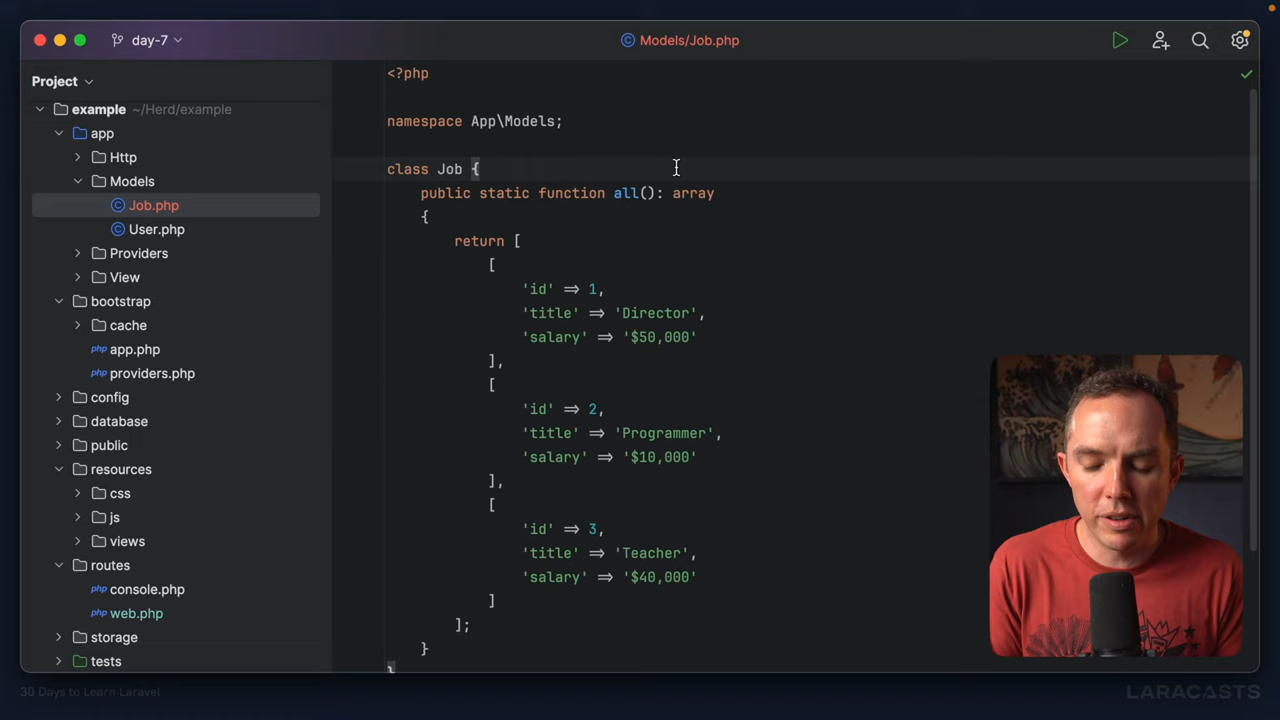 day-7
Models/Job.php
Project
example ~/Herd/example
app
Http
Models
Job.php
User.php
Providers
View
bootstrap
cache
php app.php
php providers.php
config
database
public
resources
css
js
views
routes
php console.php
php web.php
storage
tests
<?php
namespace App\Models;
class Job {
public static function all(): array
{
return [
[
'id' => 1,
'title' => 'Director',
'salary' => '$50,000'
],
[
'id' => 2,
'title' => 'Programmer',
'salary' => '$10,000'
],
[
'id' => 3,
'title' => 'Teacher',
'salary' => '$40,000'
]
];
}
}
30 Days to Learn Laravel
LARACASTS